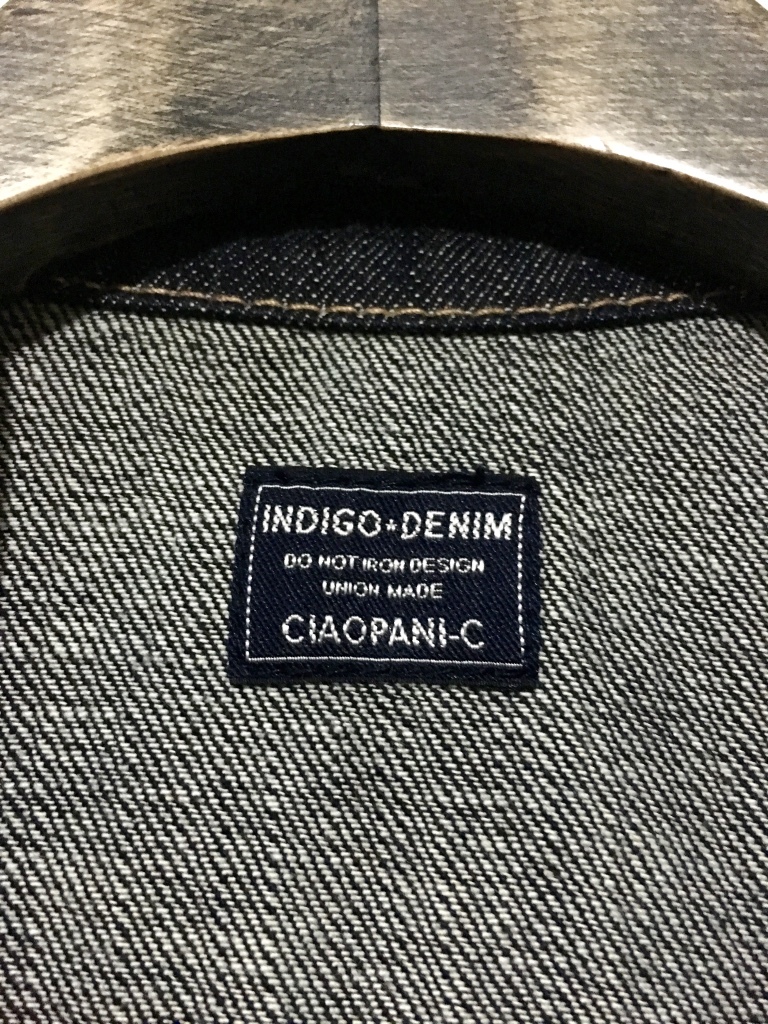 INDIGO★DENIM
DO NOT IRON DESIGN
UNION MADE
CIAOPANI-C